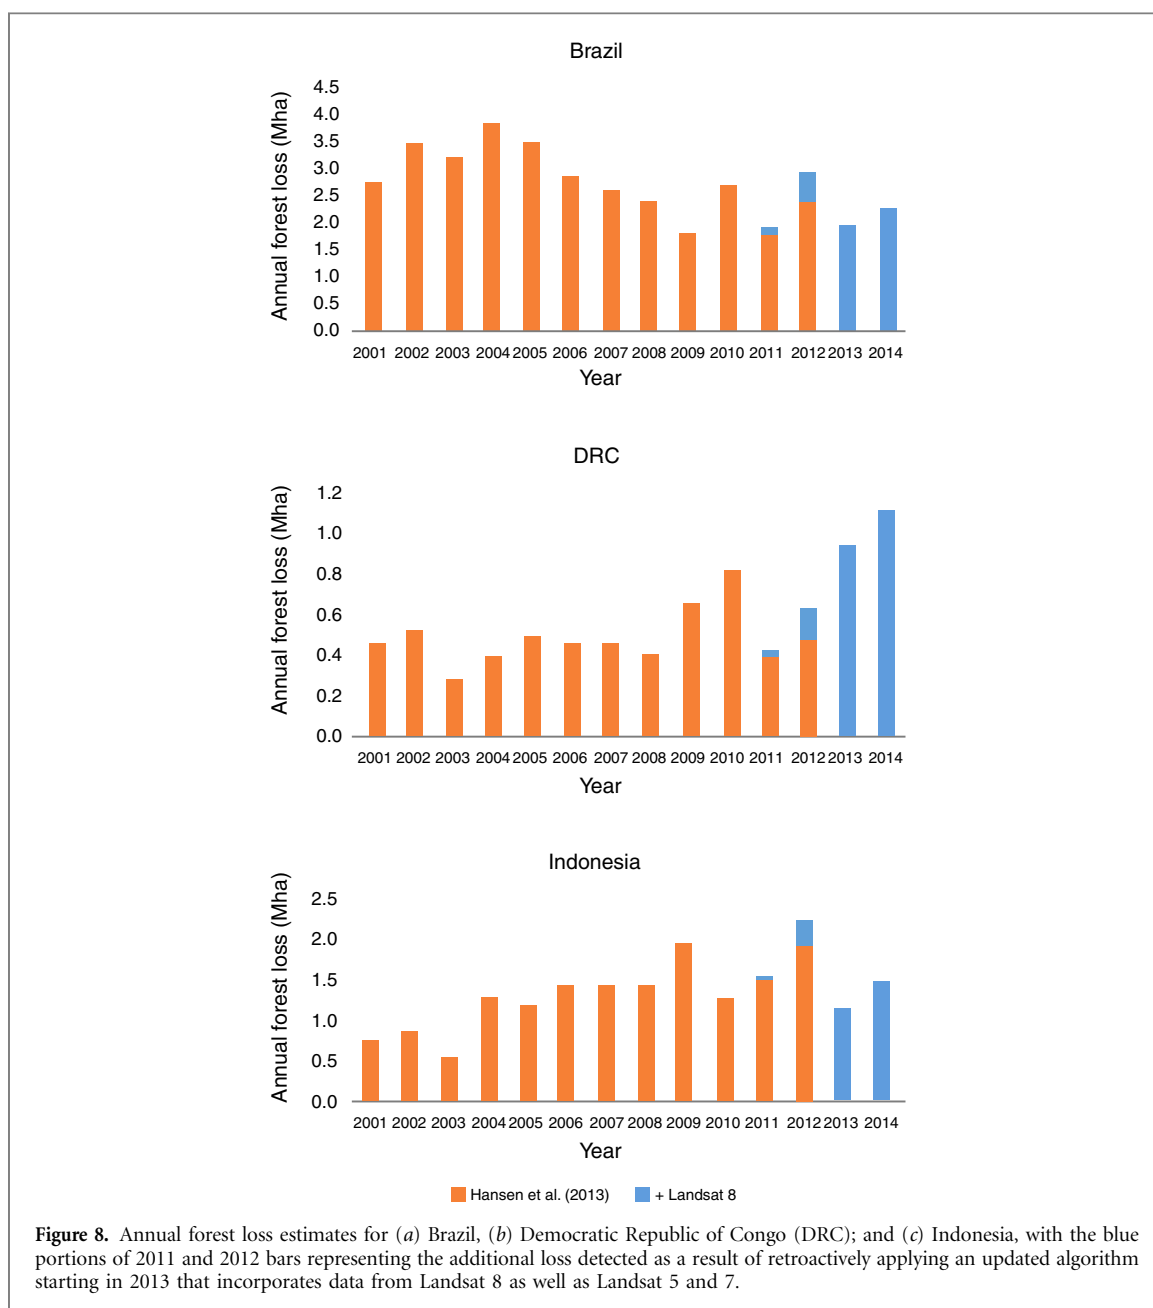 Brazil
Annual forest loss (Mha)
4.5
4.0
3.5
3.0
2.5
2.0
1.5
1.0
0.5
0.0
2001 2002 2003 2004 2005 2006 2007 2008 2009 2010 2011 2012 2013 2014
Year
DRC
Annual forest loss (Mha)
1.2
1.0
0.8
0.6
0.4
0.2
0.0
2001 2002 2003 2004 2005 2006 2007 2008 2009 2010 2011 2012 2013 2014
Year
Indonesia
Annual forest loss (Mha)
2.5
2.0
1.5
1.0
0.5
0.0
2001 2002 2003 2004 2005 2006 2007 2008 2009 2010 2011 2012 2013 2014
Year
Hansen et al. (2013) + Landsat 8
Figure 8. Annual forest loss estimates for (a) Brazil, (b) Democratic Republic of Congo (DRC); and (c) Indonesia, with the blue
portions of 2011 and 2012 bars representing the additional loss detected as a result of retroactively applying an updated algorithm
starting in 2013 that incorporates data from Landsat 8 as well as Landsat 5 and 7.